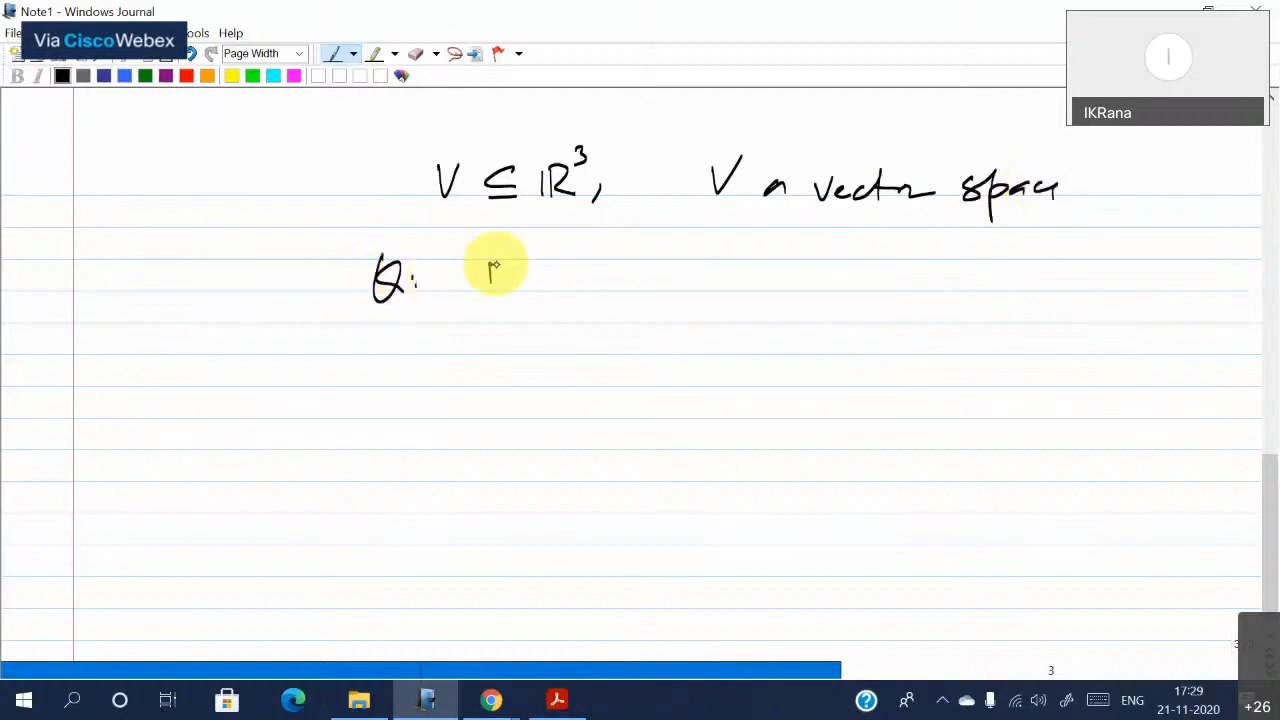 Note1 - Windows Journal
Via CiscoWebex
ools Help
Page Width
B I
I
IKRana
V ⊆ ℝ³, V a vector space
Q:
3
ENG
17:29
21-11-2020
+26